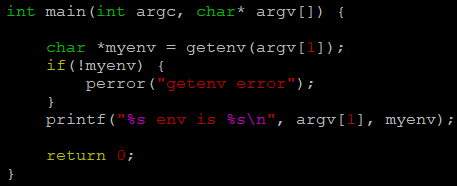 int main(int argc, char* argv[]) {
char *myenv = getenv(argv[1]);
if(!myenv) {
perror("getenv error");
}
printf("%s env is %s\n", argv[1], myenv);
return 0;
}